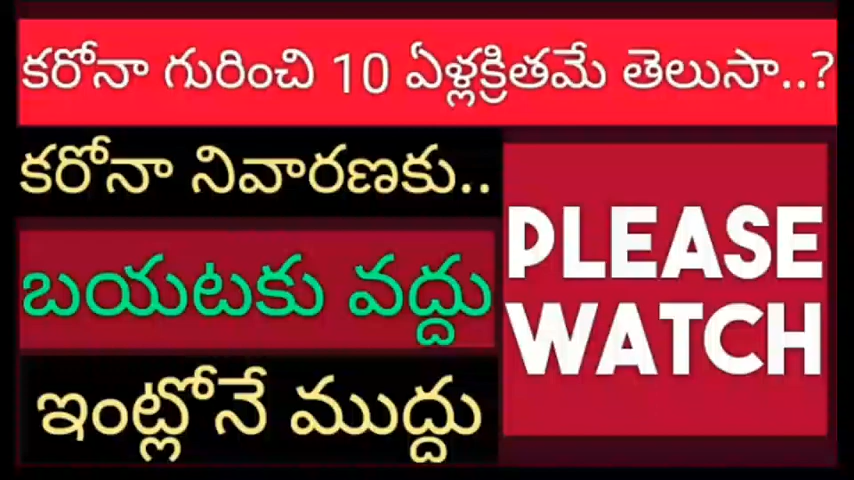 కరోనా గురించి 10 ఏళ్లక్రితమే తెలుసా..?
కరోనా నివారణకు..
బయటకు వద్దు
ఇంట్లోనే ముద్దు
PLEASE
WATCH